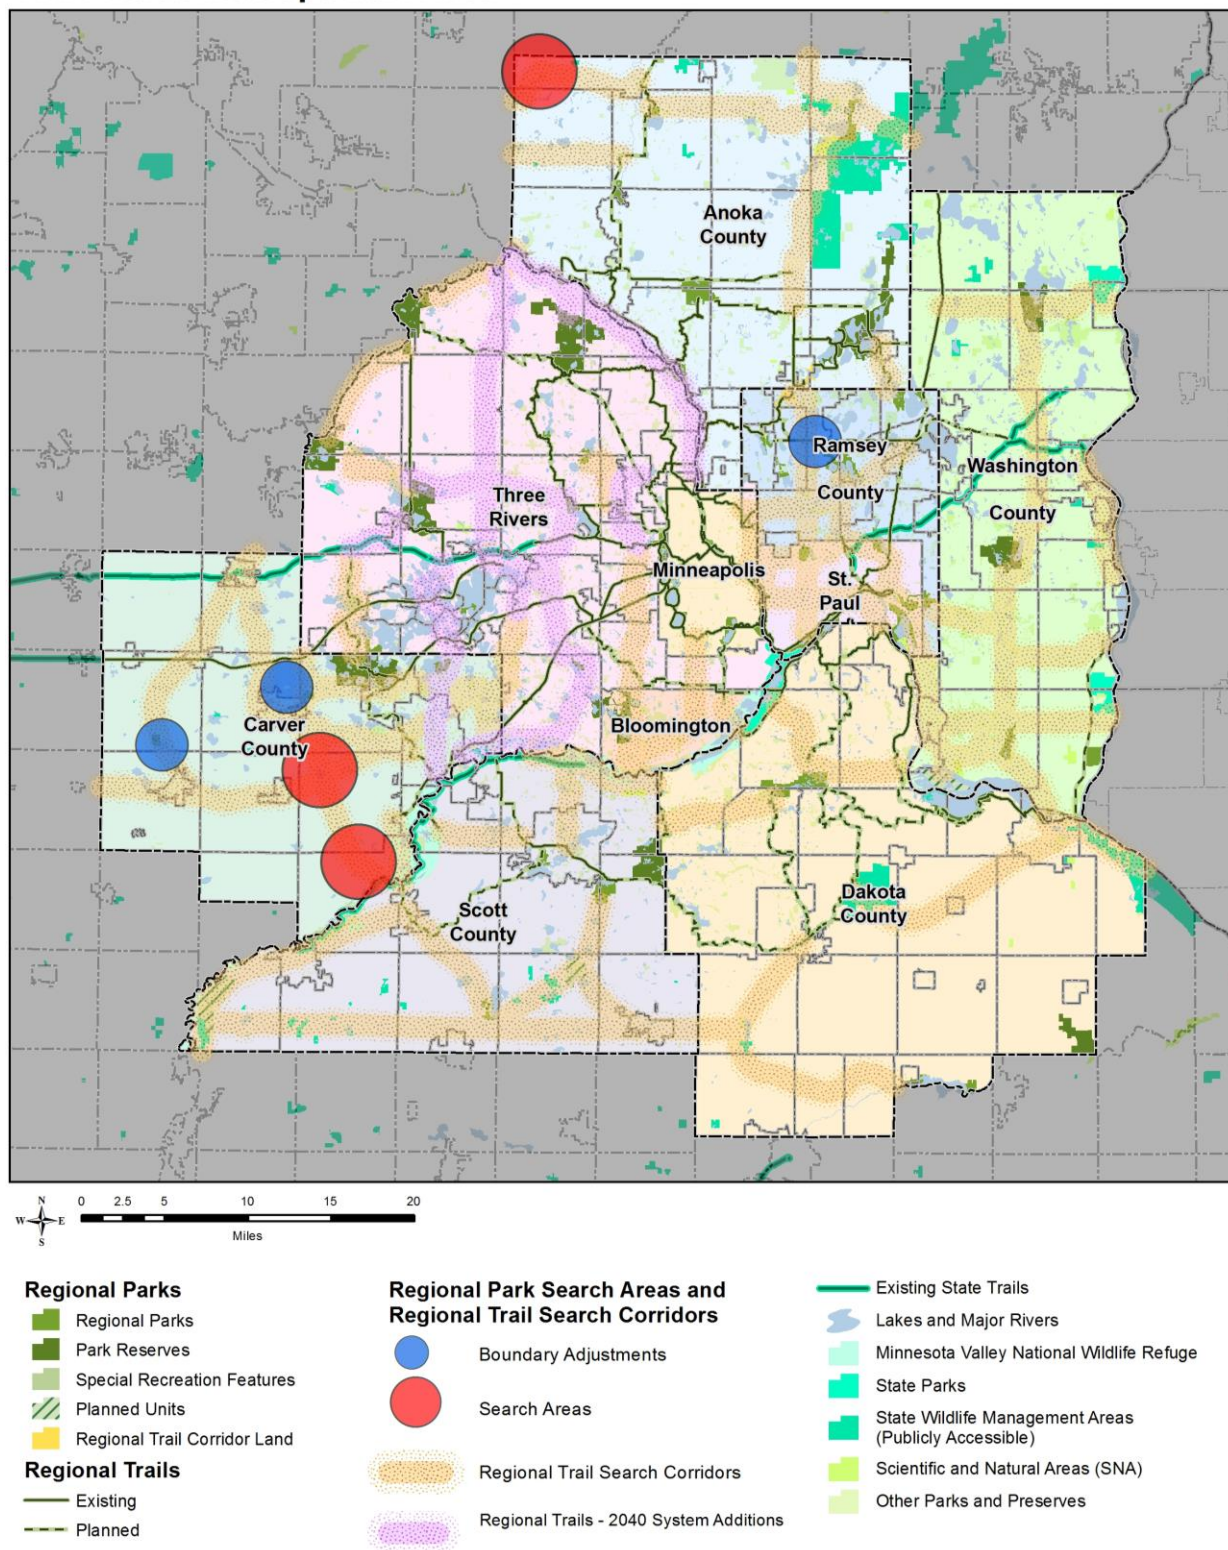 Anoka
County
Ramsey
County
Washington
County
Three
Rivers
Minneapolis
St.
Paul
Carver
County
Bloomington
Scott
County
Dakota
County
N
W E
S
0 2.5 5 10 15 20
Miles
Regional Parks
Regional Parks
Park Reserves
Special Recreation Features
Planned Units
Regional Trail Corridor Land
Regional Trails
Existing
Planned
Regional Park Search Areas and
Regional Trail Search Corridors
Boundary Adjustments
Search Areas
Regional Trail Search Corridors
Regional Trails - 2040 System Additions
Existing State Trails
Lakes and Major Rivers
Minnesota Valley National Wildlife Refuge
State Parks
State Wildlife Management Areas
(Publicly Accessible)
Scientific and Natural Areas (SNA)
Other Parks and Preserves